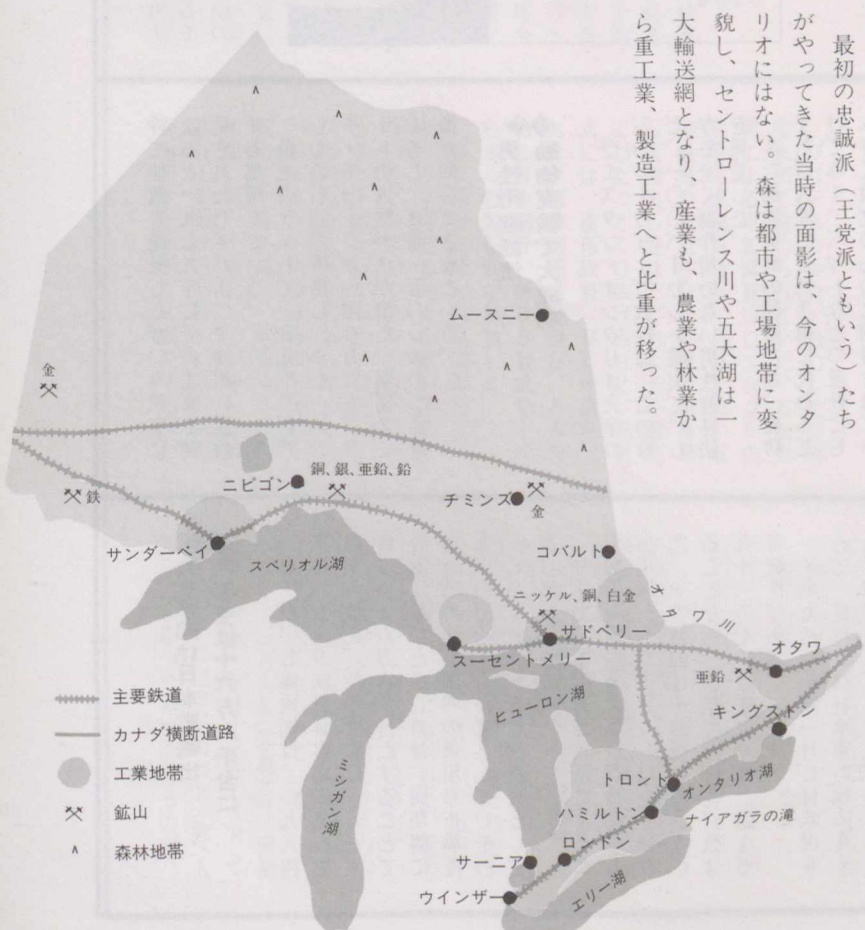 最初の忠誠派（王党派ともいう）たち
がやってきた当時の面影は、今のオンタ
リオにはない。森は都市や工場地帯に変
貌し、セントローレンス川や五大湖は一
大輸送網となり、産業も、農業や林業か
ら重工業、製造工業へと比重が移った。
ムースニー
金
銅、銀、亜鉛、鉛
ニピゴン
鉄
チミンズ
金
サンダーベイ
スペリオル湖
コバルト
ニッケル、銅、白金
オタワ川
サドベリー
スーセントメリー
オタワ
亜鉛
キングストン
ヒューロン湖
ミシガン湖
トロント
オンタリオ湖
ハミルトン
ナイアガラの滝
ロンドン
サーニア
エリー湖
ウインザー
主要鉄道
カナダ横断道路
工業地帯
鉱山
森林地帯